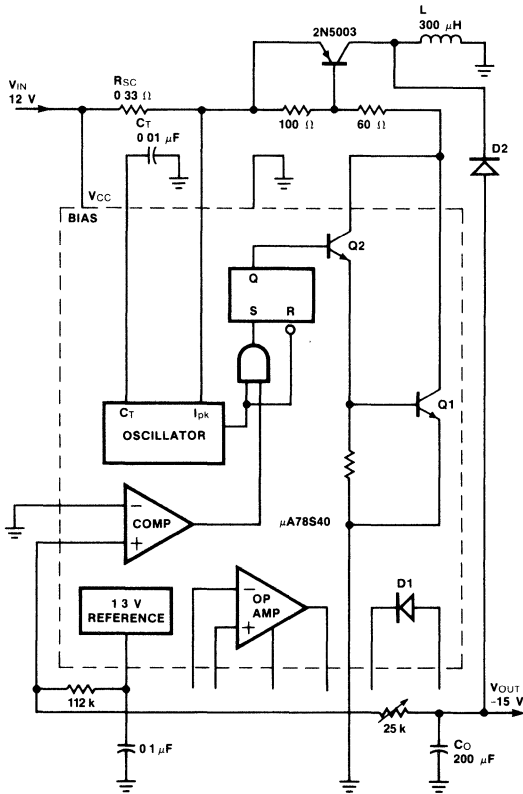 L
300 μH
2N5003
VIN
12 V
RSC
0 33 Ω
CT
0 01 μF
100 Ω
60 Ω
D2
VCC
BIAS
Q2
Q
S R
Q1
CT Ipk
OSCILLATOR
−
COMP
+
μA78S40
1 3 V
REFERENCE
−
OP
AMP
+
D1
112 k
25 k
VOUT
-15 V
0 1 μF
CO
200 μF